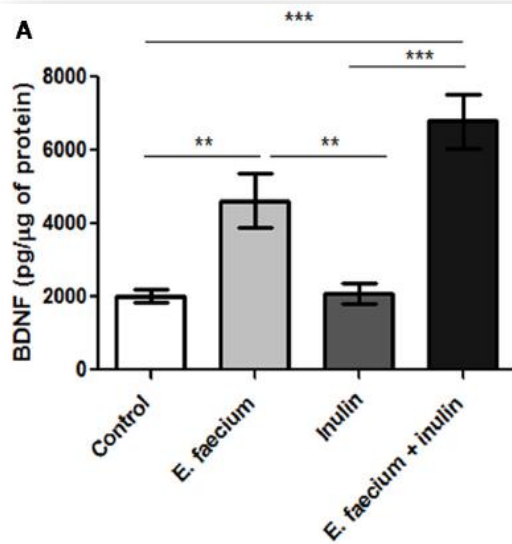 A
***
***
8000
** **
6000
4000
2000
0
BDNF (pg/μg of protein)
Control
E. faecium
Inulin
E. faecium + inulin